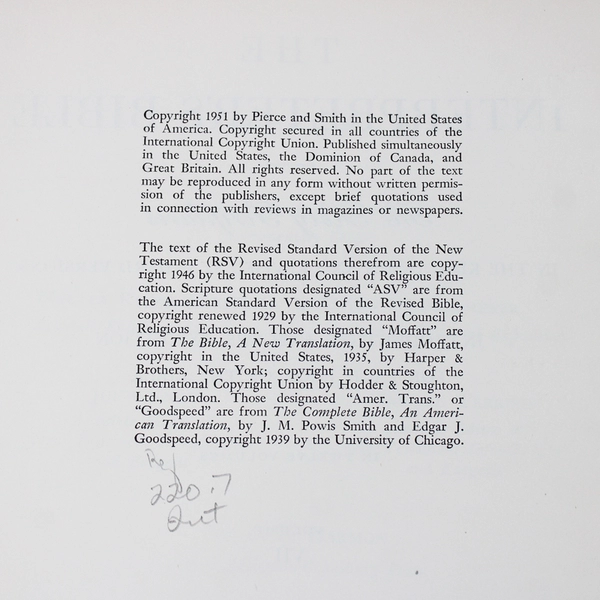 Copyright 1951 by Pierce and Smith in the United States
of America. Copyright secured in all countries of the
International Copyright Union. Published simultaneously
in the United States, the Dominion of Canada, and
Great Britain. All rights reserved. No part of the text
may be reproduced in any form without written permis-
sion of the publishers, except brief quotations used
in connection with reviews in magazines or newspapers.
The text of the Revised Standard Version of the New
Testament (RSV) and quotations therefrom are copy-
right 1946 by the International Council of Religious Edu-
cation. Scripture quotations designated “ASV” are from
the American Standard Version of the Revised Bible,
copyright renewed 1929 by the International Council of
Religious Education. Those designated “Moffatt” are
from The Bible, A New Translation, by James Moffatt,
copyright in the United States, 1935, by Harper &
Brothers, New York; copyright in countries of the
International Copyright Union by Hodder & Stoughton,
Ltd., London. Those designated “Amer. Trans.” or
“Goodspeed” are from The Complete Bible, An Ameri-
can Translation, by J. M. Powis Smith and Edgar J.
Goodspeed, copyright 1939 by the University of Chicago.
Ref
220.7